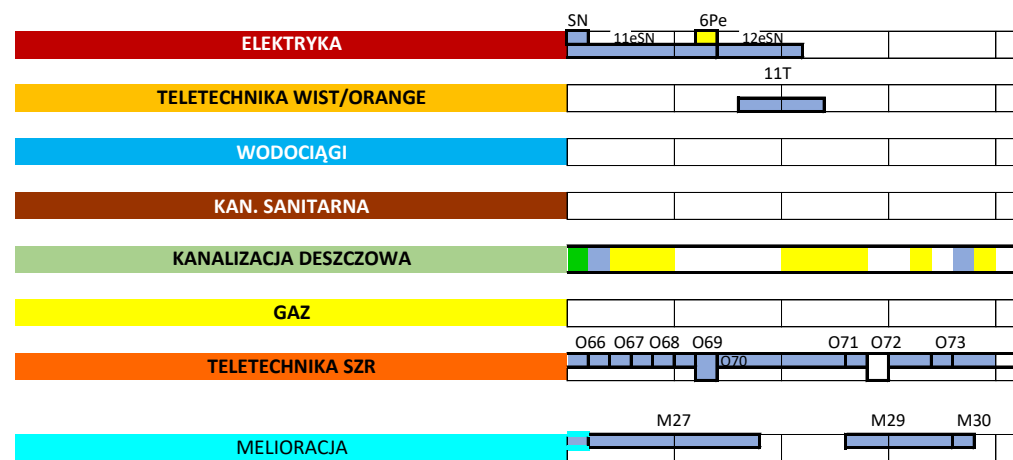 SN 6Pe
ELEKTRYKA 11eSN 12eSN
11T
TELETECHNIKA WIST/ORANGE
WODOCIĄGI
KAN. SANITARNA
KANALIZACJA DESZCZOWA
GAZ
O66 O67 O68 O69 O71 O72 O73
TELETECHNIKA SZR O70
M27 M29 M30
MELIORACJA